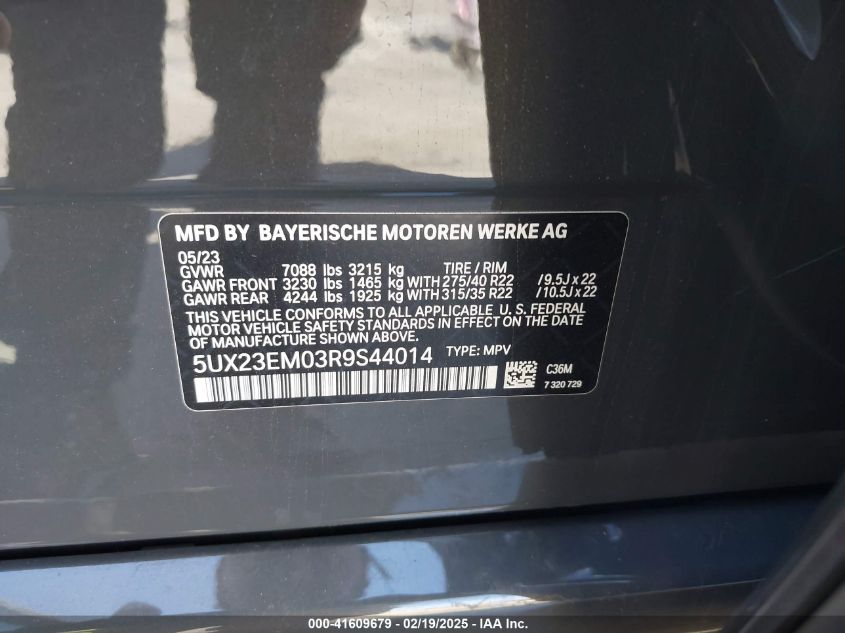 MFD BY BAYERISCHE MOTOREN WERKE AG
05/23
GVWR 7088 lbs 3215 kg TIRE / RIM
GAWR FRONT 3230 lbs 1465 kg WITH 275/40 R22 /9.5J x 22
GAWR REAR 4244 lbs 1925 kg WITH 315/35 R22 /10.5J x 22
THIS VEHICLE CONFORMS TO ALL APPLICABLE U. S. FEDERAL
MOTOR VEHICLE SAFETY STANDARDS IN EFFECT ON THE DATE
OF MANUFACTURE SHOWN ABOVE.
5UX23EM03R9S44014 TYPE: MPV
C36M
7 320 729
000-41609679 - 02/19/2025 - IAAI Inc.